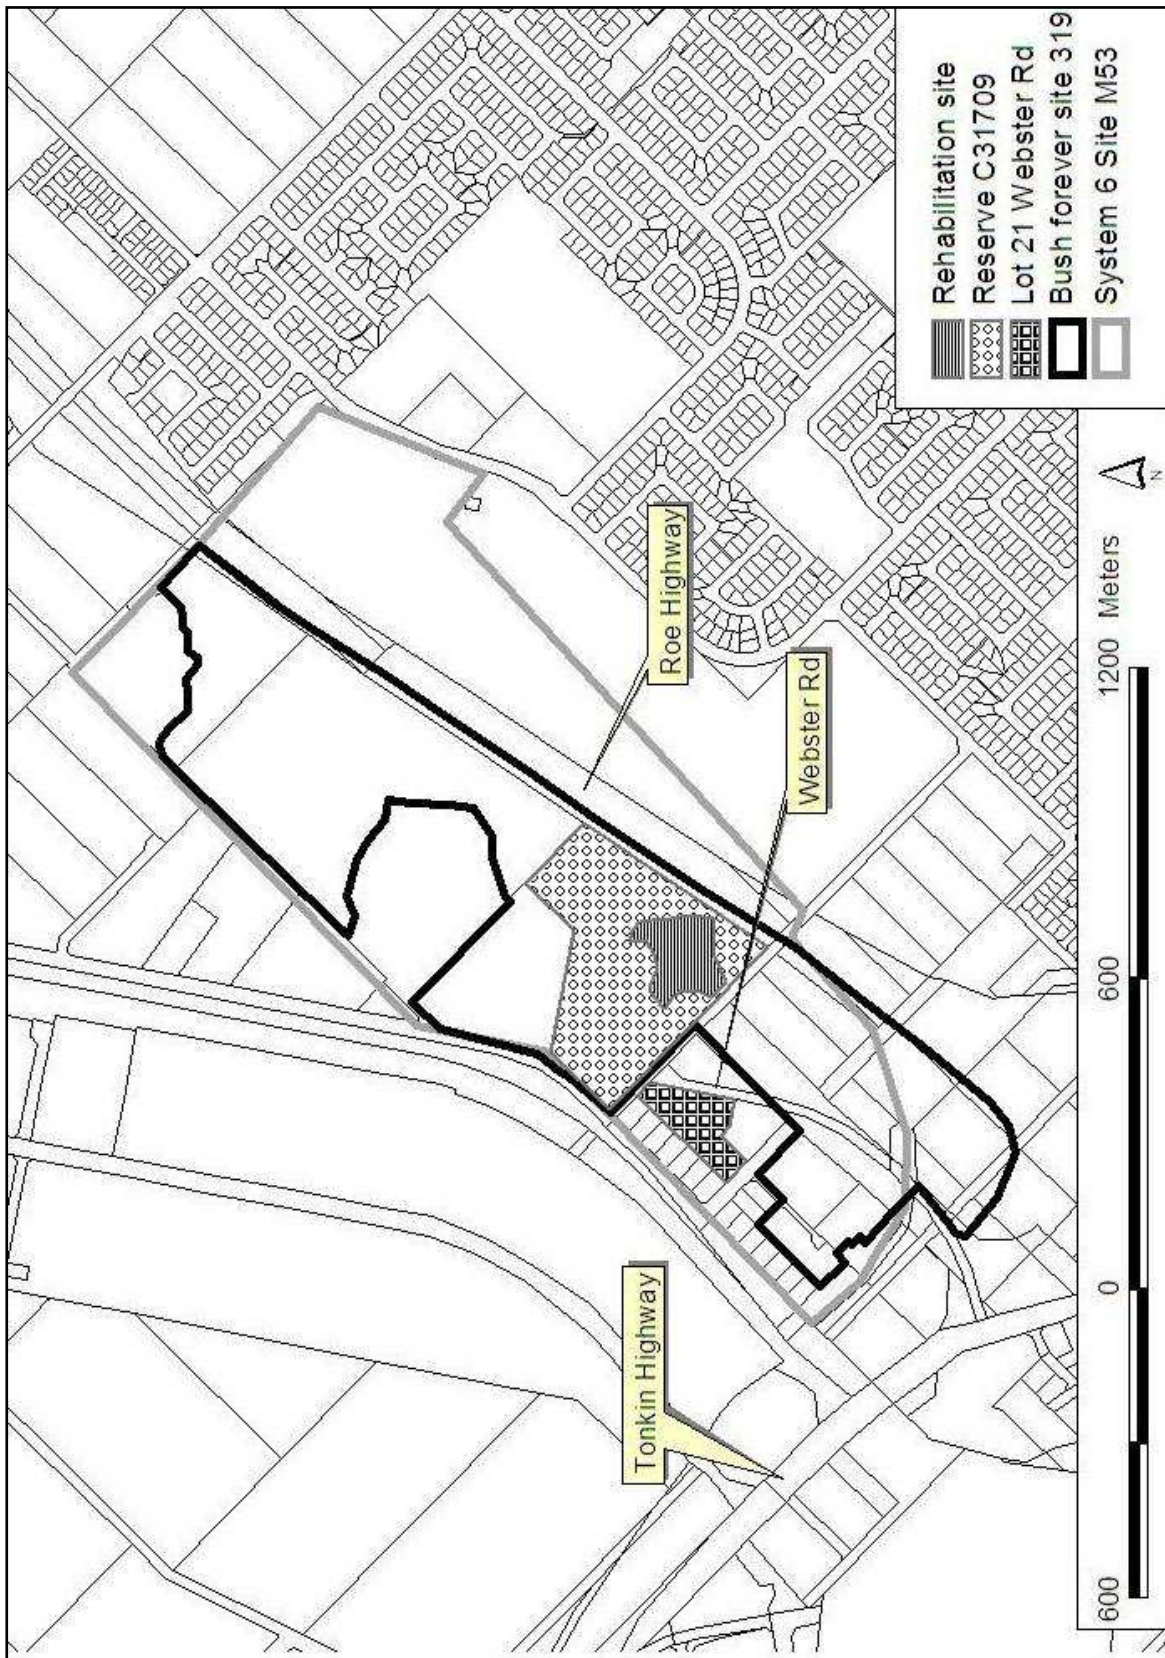 Tonkin Highway
Roe Highway
Webster Rd
Rehabilitation site
Reserve C31709
Lot 21 Webster Rd
Bush forever site 319
System 6 Site M53
N
600 0 600 1200 Meters